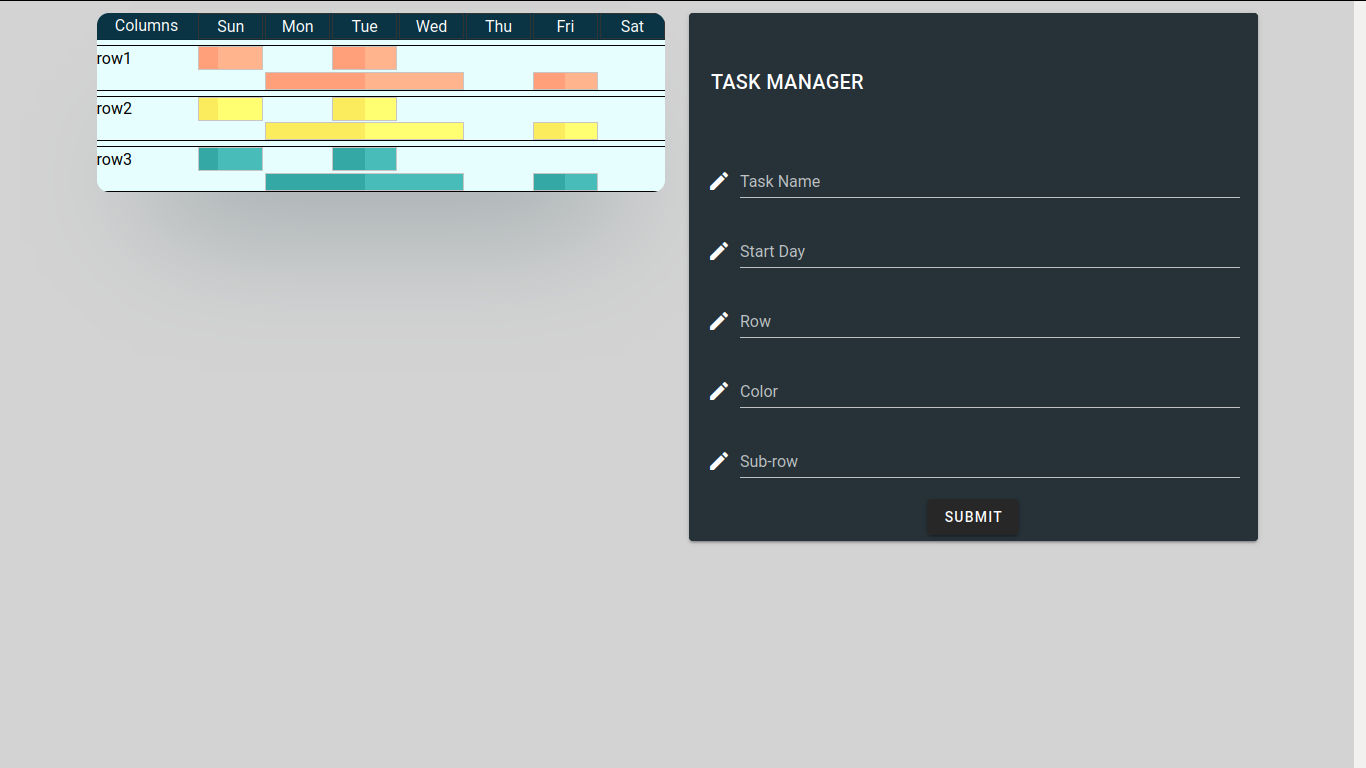 Columns Sun Mon Tue Wed Thu Fri Sat
row1
row2
row3
TASK MANAGER
Task Name
Start Day
Row
Color
Sub-row
SUBMIT